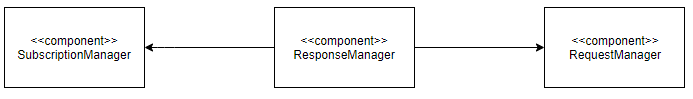 <<component>>
SubscriptionManager
<<component>>
ResponseManager
<<component>>
RequestManager